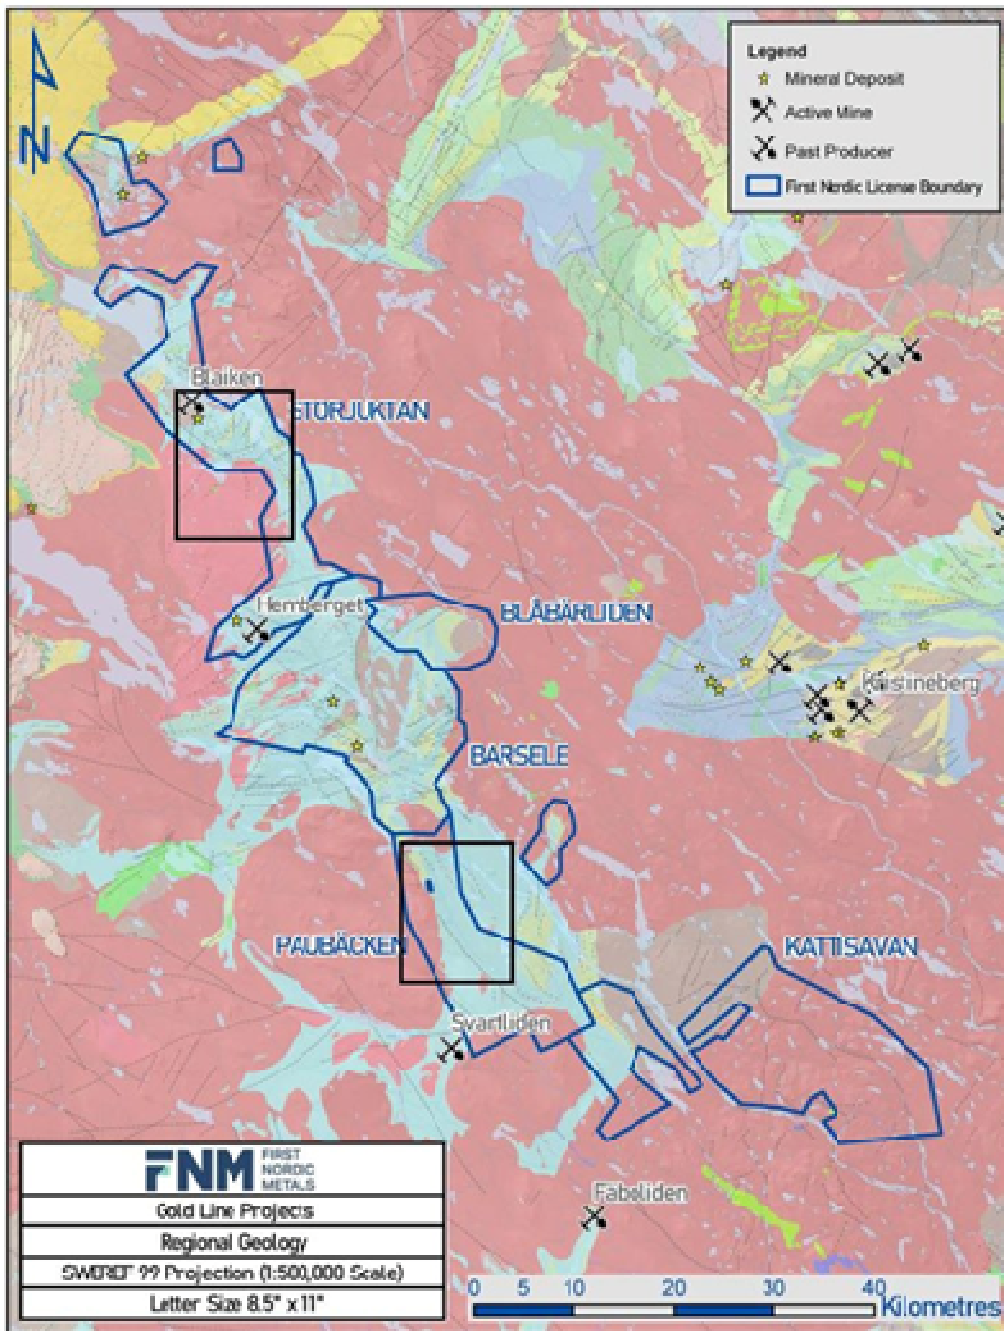 N
Legend
Mineral Deposit
Active Mine
Past Producer
First Nordic License Boundary
Blaiken
STORJUKTAN
Hemberget
BLÅBÄRLIDEN
Kristineberg
BARSELE
PAUBÄCKEN
KATTISAVAN
Svartliden
Fäboliden
FNM FIRST NORDIC METALS
Gold Line Projects
Regional Geology
SWEREF 99 Projection (1:500,000 Scale)
Letter Size 8.5" x 11"
0 5 10 20 30 40
Kilometres